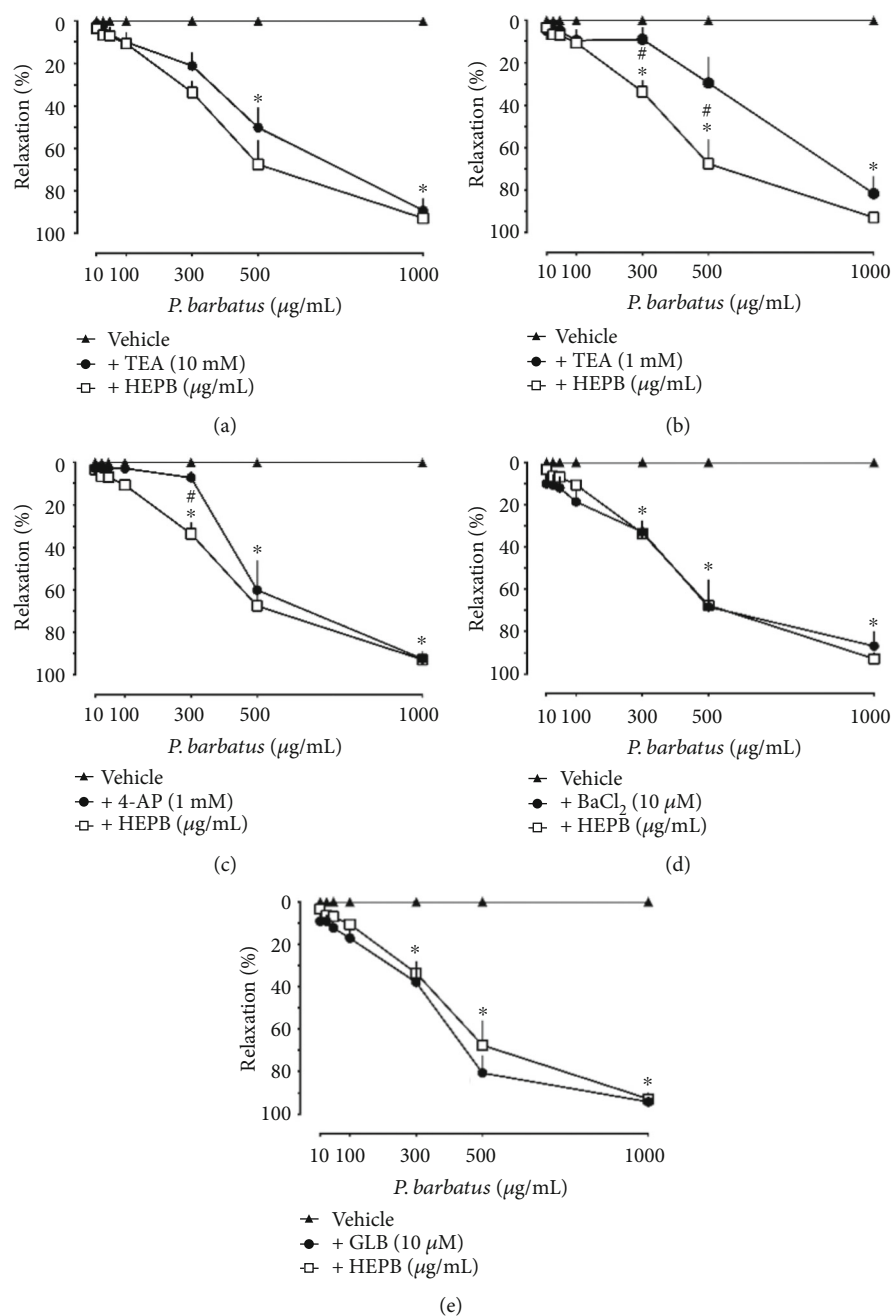 0
20
40
60
80
100
Relaxation (%)
*
*
10 100 300 500 1000
P. barbatus (μg/mL)
Vehicle
+ TEA (10 mM)
+ HEPB (μg/mL)
(a)
0
20
40
60
80
100
Relaxation (%)
#
*
#
*
*
10 100 300 500 1000
P. barbatus (μg/mL)
Vehicle
+ TEA (1 mM)
+ HEPB (μg/mL)
(b)
0
20
40
60
80
100
Relaxation (%)
#
*
*
*
10 100 300 500 1000
P. barbatus (μg/mL)
Vehicle
+ 4-AP (1 mM)
+ HEPB (μg/mL)
(c)
0
20
40
60
80
100
Relaxation (%)
*
*
*
10 100 300 500 1000
P. barbatus (μg/mL)
Vehicle
+ BaCl₂ (10 μM)
+ HEPB (μg/mL)
(d)
0
20
40
60
80
100
Relaxation (%)
*
*
*
10 100 300 500 1000
P. barbatus (μg/mL)
Vehicle
+ GLB (10 μM)
+ HEPB (μg/mL)
(e)